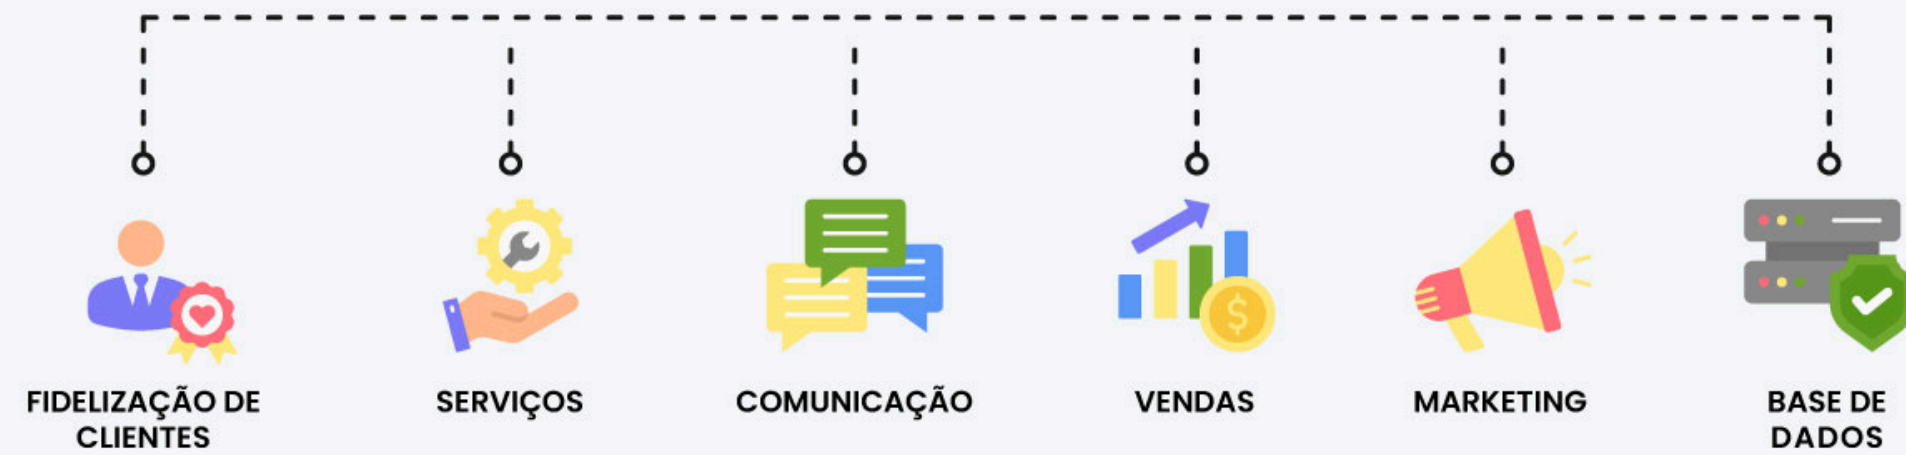 FIDELIZAÇÃO DE
CLIENTES
SERVIÇOS
COMUNICAÇÃO
VENDAS
MARKETING
BASE DE
DADOS